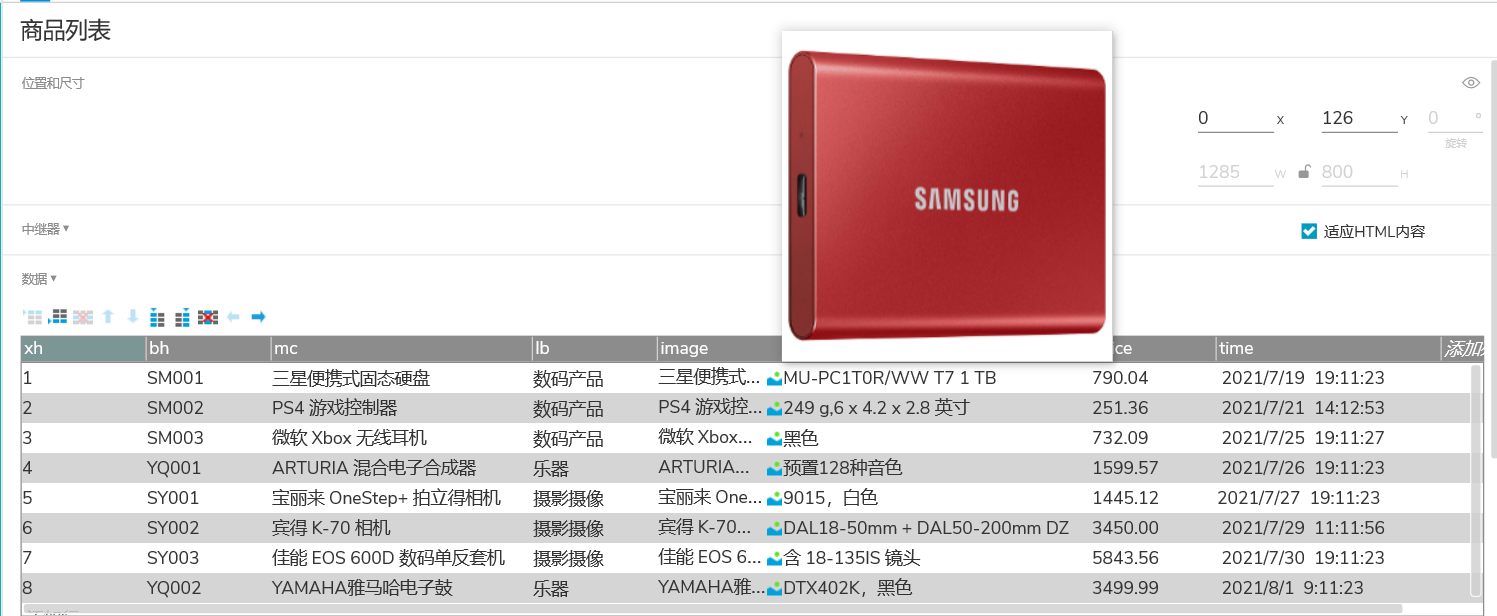 商品列表
位置和尺寸
0 X 126 Y 0 °
旋转
1285 W 800 H
SAMSUNG
中继器
适应HTML内容
数据
xh bh mc lb image ce time 添加
1 SM001 三星便携式固态硬盘 数码产品 三星便携式... MU-PC1T0R/WW T7 1 TB 790.04 2021/7/19 19:11:23
2 SM002 PS4 游戏控制器 数码产品 PS4 游戏控... 249 g,6 x 4.2 x 2.8 英寸 251.36 2021/7/21 14:12:53
3 SM003 微软 Xbox 无线耳机 数码产品 微软 Xbox... 黑色 732.09 2021/7/25 19:11:27
4 YQ001 ARTURIA 混合电子合成器 乐器 ARTURIA... 预置128种音色 1599.57 2021/7/26 19:11:23
5 SY001 宝丽来 OneStep+ 拍立得相机 摄影摄像 宝丽来 One... 9015，白色 1445.12 2021/7/27 19:11:23
6 SY002 宾得 K-70 相机 摄影摄像 宾得 K-70... DAL18-50mm + DAL50-200mm DZ 3450.00 2021/7/29 11:11:56
7 SY003 佳能 EOS 600D 数码单反套机 摄影摄像 佳能 EOS 6... 含 18-135IS 镜头 5843.56 2021/7/30 19:11:23
8 YQ002 YAMAHA雅马哈电子鼓 乐器 YAMAHA雅... DTX402K，黑色 3499.99 2021/8/1 9:11:23